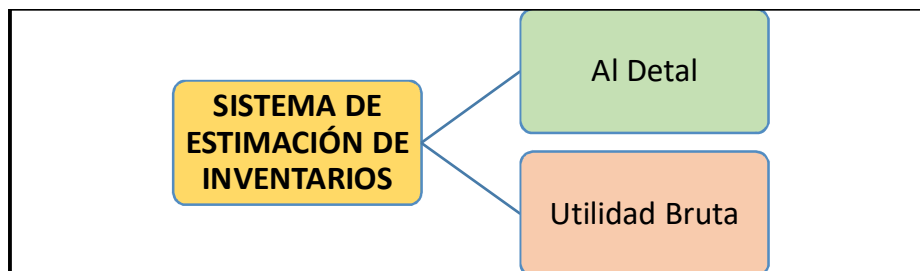 SISTEMA DE
ESTIMACIÓN DE
INVENTARIOS
Al Detal
Utilidad Bruta